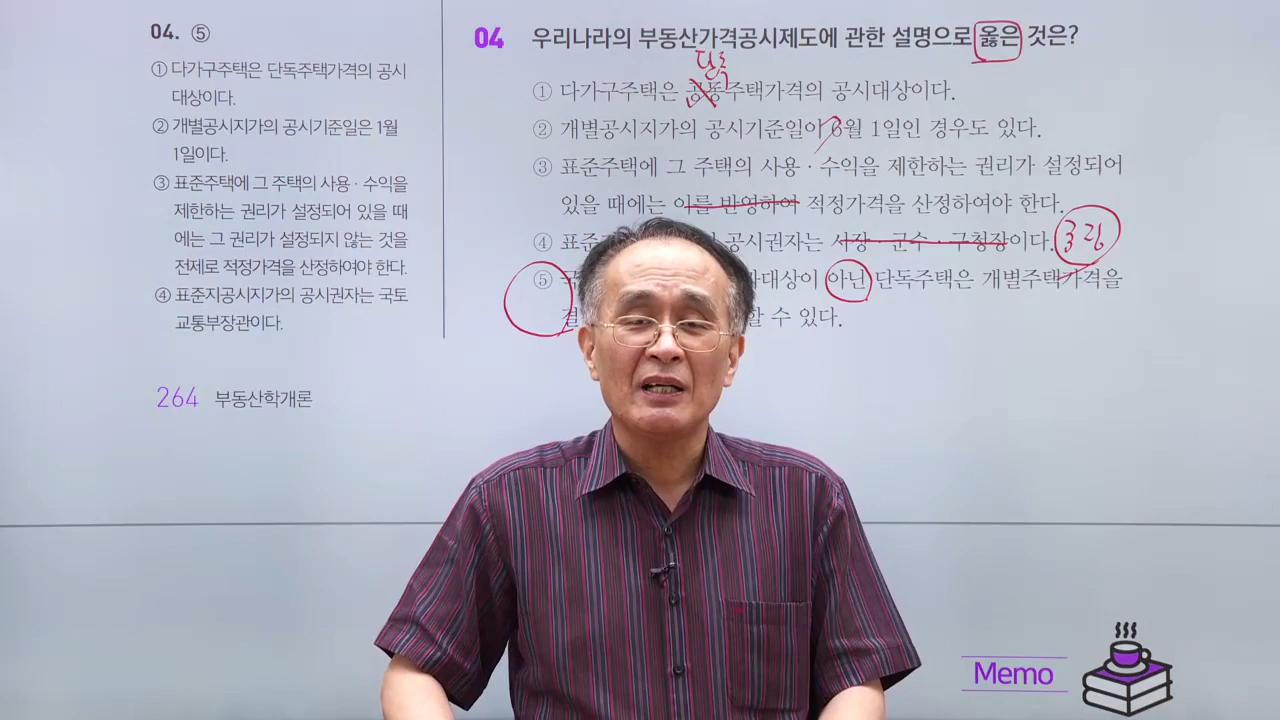 04. ⑤
① 다가구주택은 단독주택가격의 공시
대상이다.
② 개별공시지가의 공시기준일은 1월
1일이다.
③ 표준주택에 그 주택의 사용·수익을
제한하는 권리가 설정되어 있을 때
에는 그 권리가 설정되지 않는 것을
전제로 적정가격을 산정하여야 한다.
④ 표준지공시지가의 공시권자는 국토
교통부장관이다.
264 부동산학개론
04 우리나라의 부동산가격공시제도에 관한 설명으로 옳은 것은?
단독
① 다가구주택은 공동주택가격의 공시대상이다.
② 개별공시지가의 공시기준일이 6월 1일인 경우도 있다.
③ 표준주택에 그 주택의 사용·수익을 제한하는 권리가 설정되어
있을 때에는 이를 반영하여 적정가격을 산정하여야 한다.
④ 표준 공시권자는 시장·군수·구청장이다.
⑤ 대상이 아닌 단독주택은 개별주택가격을
할 수 있다.
Memo